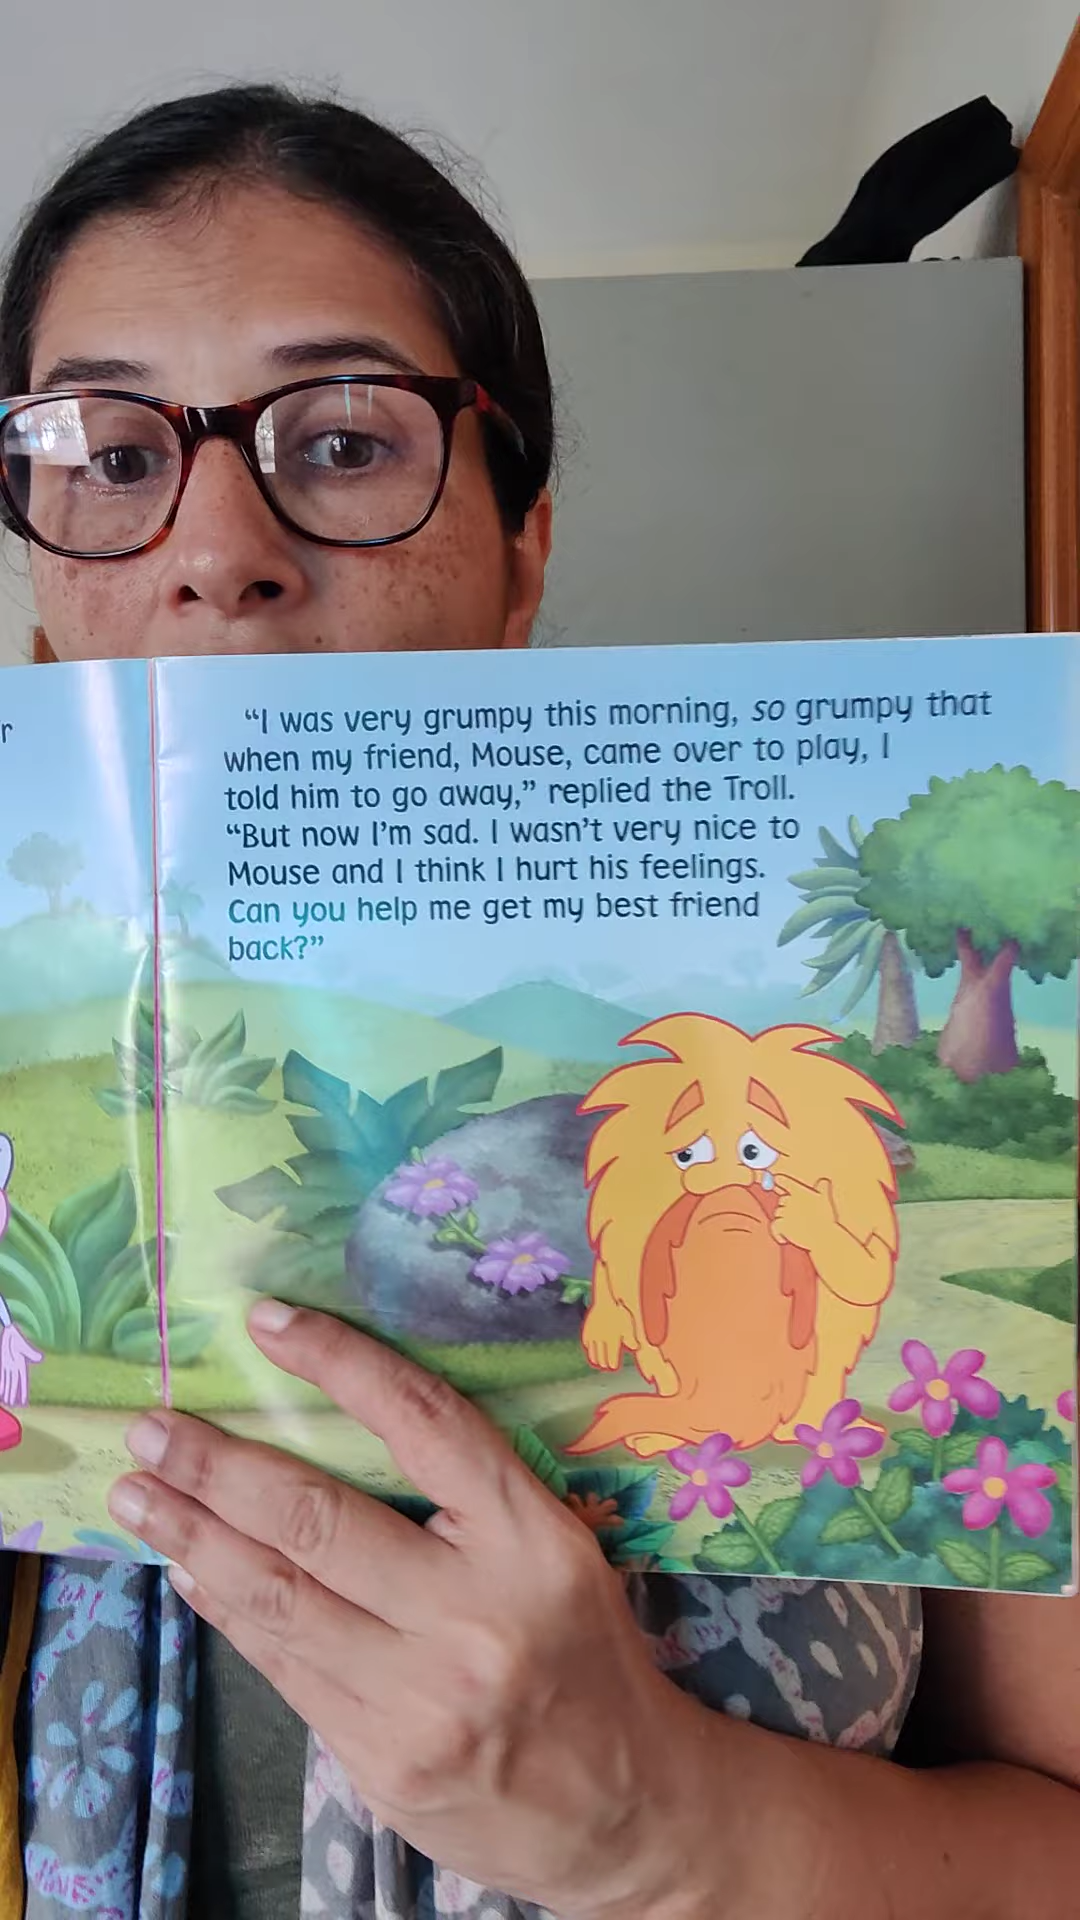 r
“I was very grumpy this morning, so grumpy that
when my friend, Mouse, came over to play, I
told him to go away,” replied the Troll.
“But now I’m sad. I wasn’t very nice to
Mouse and I think I hurt his feelings.
Can you help me get my best friend
back?”